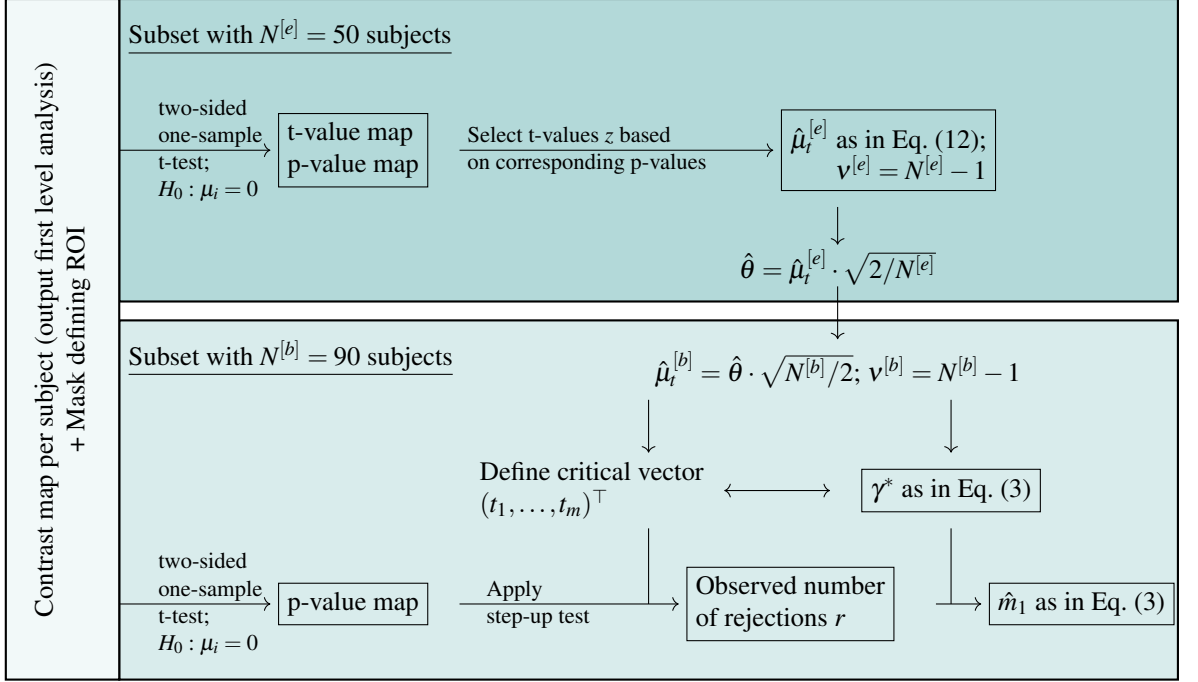 Contrast map per subject (output first level analysis)
+ Mask defining ROI
Subset with N^{[e]} = 50 subjects
two-sided
one-sample
t-test;
H_0 : μ_i = 0
t-value map
p-value map
Select t-values z based
on corresponding p-values
μ̂_t^{[e]} as in Eq. (12);
ν^{[e]} = N^{[e]} − 1
θ̂ = μ̂_t^{[e]} · √(2/N^{[e]})
Subset with N^{[b]} = 90 subjects
μ̂_t^{[b]} = θ̂ · √(N^{[b]}/2); ν^{[b]} = N^{[b]} − 1
Define critical vector
(t_1, . . . , t_m)^⊤
γ* as in Eq. (3)
two-sided
one-sample
t-test;
H_0 : μ_i = 0
p-value map
Apply
step-up test
Observed number
of rejections r
m̂_1 as in Eq. (3)